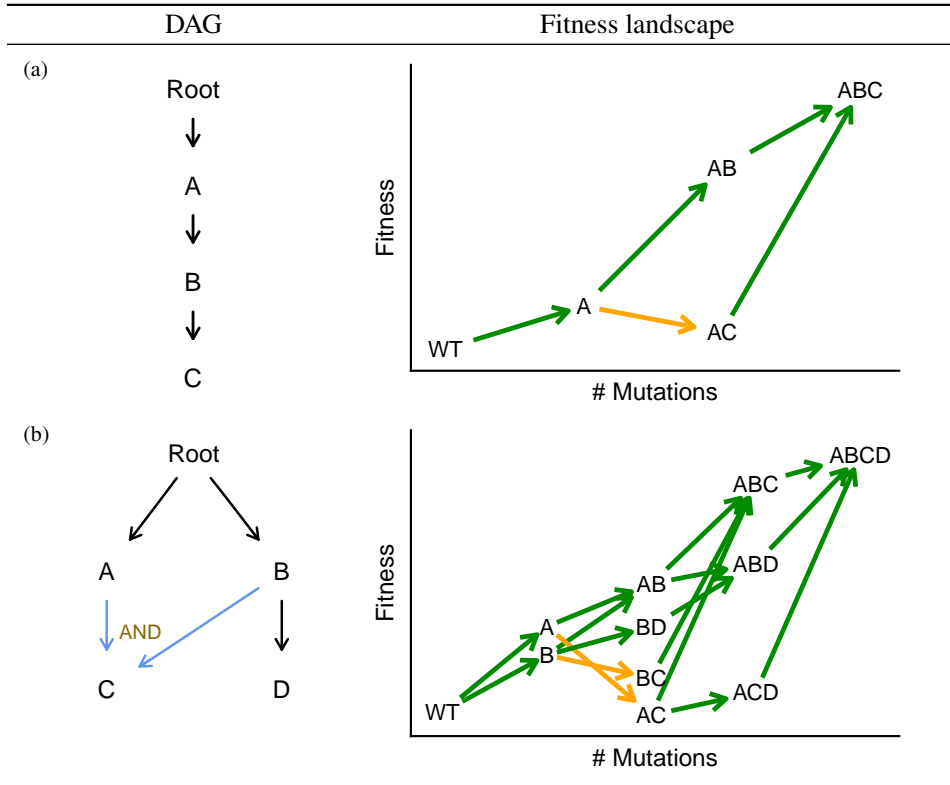 DAG Fitness landscape
(a)
Root
A
B
C
Fitness
WT
A
AB
AC
ABC
# Mutations
(b)
Root
A B
AND
C D
Fitness
WT
A
B
AB
BD
BC
AC
ABC
ABD
ACD
ABCD
# Mutations